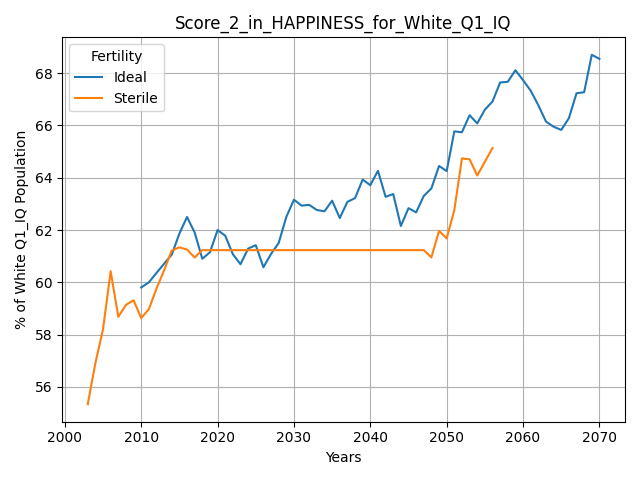 Score_2_in_HAPPINESS_for_White_Q1_IQ
Fertility
Ideal
Sterile
% of White Q1_IQ Population
68
66
64
62
60
58
56
2000 2010 2020 2030 2040 2050 2060 2070
Years